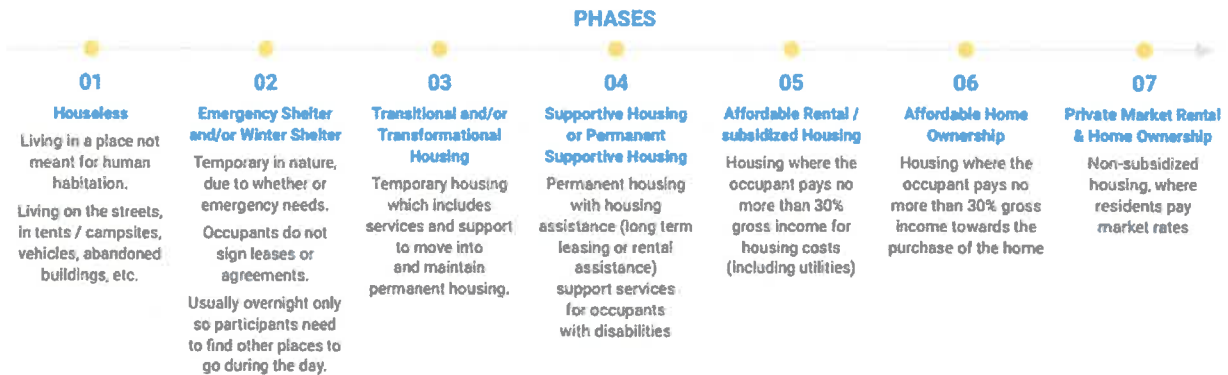 PHASES
01
Houseless
Living in a place not
meant for human
habitation.
Living on the streets,
in tents / campsites,
vehicles, abandoned
buildings, etc.
02
Emergency Shelter
and/or Winter Shelter
Temporary in nature,
due to whether or
emergency needs.
Occupants do not
sign leases or
agreements.
Usually overnight only
so participants need
to find other places to
go during the day.
03
Transitional and/or
Transformational
Housing
Temporary housing
which includes
services and support
to move into
and maintain
permanent housing.
04
Supportive Housing
or Permanent
Supportive Housing
Permanent housing
with housing
assistance (long term
leasing or rental
assistance)
support services
for occupants
with disabilities
05
Affordable Rental /
subsidized Housing
Housing where the
occupant pays no
more than 30%
gross income for
housing costs
(including utilities)
06
Affordable Home
Ownership
Housing where the
occupant pays no
more than 30% gross
income towards the
purchase of the home
07
Private Market Rental
& Home Ownership
Non-subsidized
housing, where
residents pay
market rates